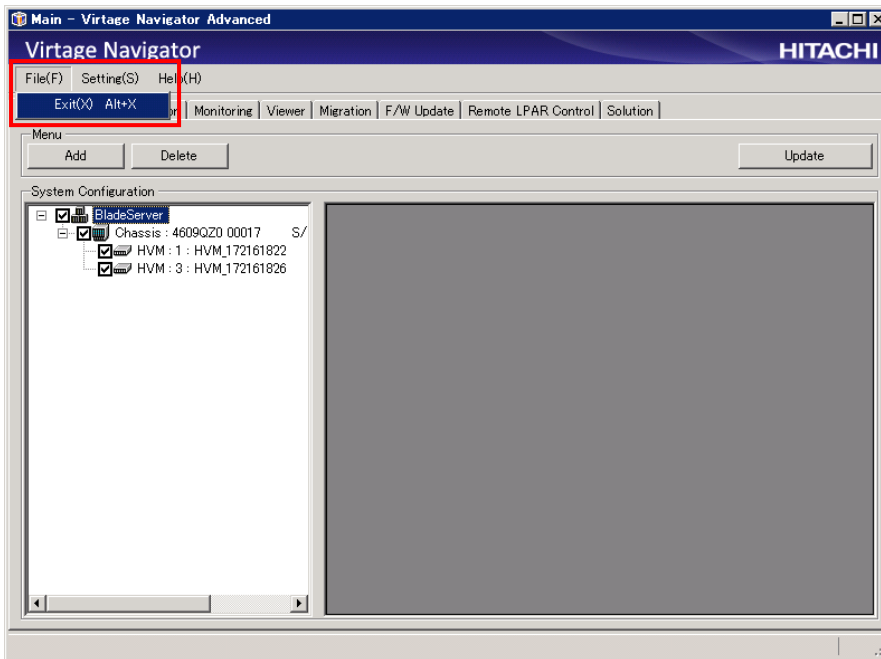 Main - Virtage Navigator Advanced
Virtage Navigator HITACHI
File(F) Setting(S) Help(H)
Exit(X) Alt+X
Monitoring Viewer Migration F/W Update Remote LPAR Control Solution
Menu
Add Delete Update
System Configuration
BladeServer
Chassis : 4609QZ0 00017 S/
HVM : 1 : HVM_172161822
HVM : 3 : HVM_172161826